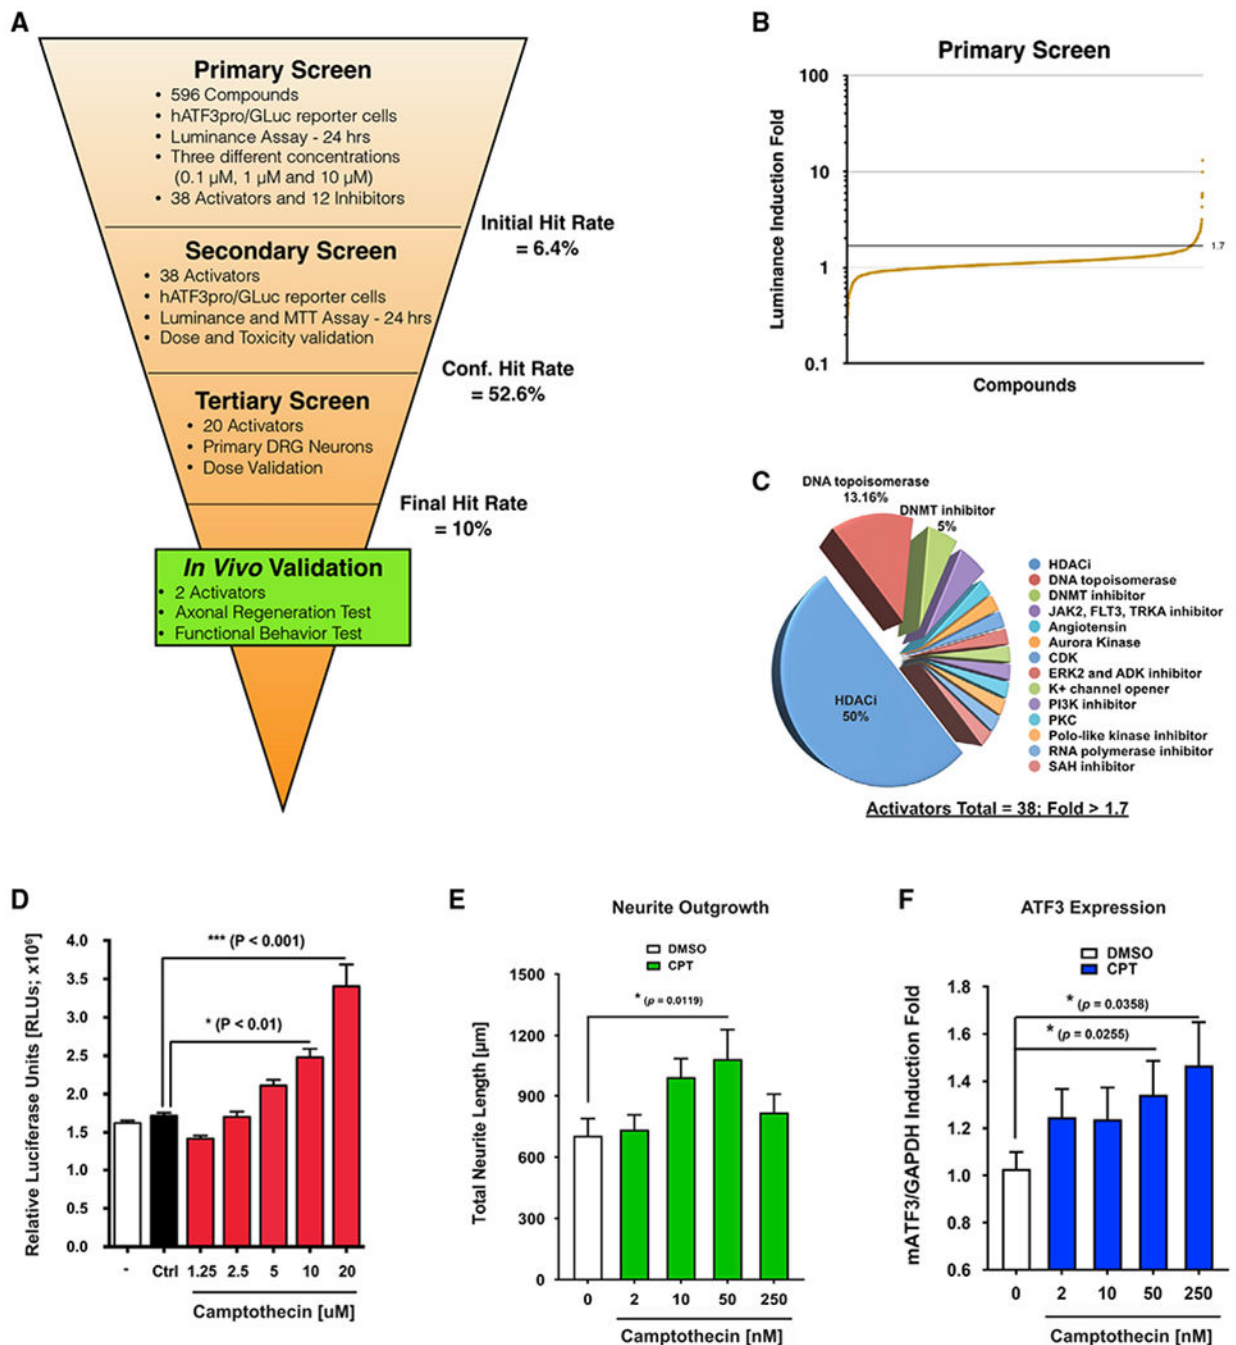 A
Primary Screen
• 596 Compounds
• hATF3pro/GLuc reporter cells
• Luminance Assay - 24 hrs
• Three different concentrations
(0.1 µM, 1 µM and 10 µM)
• 38 Activators and 12 Inhibitors
Initial Hit Rate
= 6.4%
Secondary Screen
• 38 Activators
• hATF3pro/GLuc reporter cells
• Luminance and MTT Assay - 24 hrs
• Dose and Toxicity validation
Conf. Hit Rate
= 52.6%
Tertiary Screen
• 20 Activators
• Primary DRG Neurons
• Dose Validation
Final Hit Rate
= 10%
In Vivo Validation
• 2 Activators
• Axonal Regeneration Test
• Functional Behavior Test
B
Primary Screen
Luminance Induction Fold
100
10
1.7
1
0.1
Compounds
C
DNA topoisomerase
13.16%
DNMT inhibitor
5%
HDACi
50%
HDACi
DNA topoisomerase
DNMT inhibitor
JAK2, FLT3, TRKA inhibitor
Angiotensin
Aurora Kinase
CDK
ERK2 and ADK inhibitor
K+ channel opener
PI3K inhibitor
PKC
Polo-like kinase inhibitor
RNA polymerase inhibitor
SAH inhibitor
Activators Total = 38; Fold > 1.7
D
Relative Luciferase Units [RLUs; x10⁶]
4.0
3.5
3.0
2.5
2.0
1.5
1.0
0.5
0.0
*** (P < 0.001)
* (P < 0.01)
- Ctrl 1.25 2.5 5 10 20
Camptothecin [uM]
E
Neurite Outgrowth
DMSO
CPT
Total Neurite Length [µm]
1500
1200
900
600
300
0
* (p = 0.0119)
0 2 10 50 250
Camptothecin [nM]
F
ATF3 Expression
DMSO
CPT
mATF3/GAPDH Induction Fold
1.8
1.6
1.4
1.2
1.0
0.8
0.6
* (p = 0.0358)
* (p = 0.0255)
0 2 10 50 250
Camptothecin [nM]